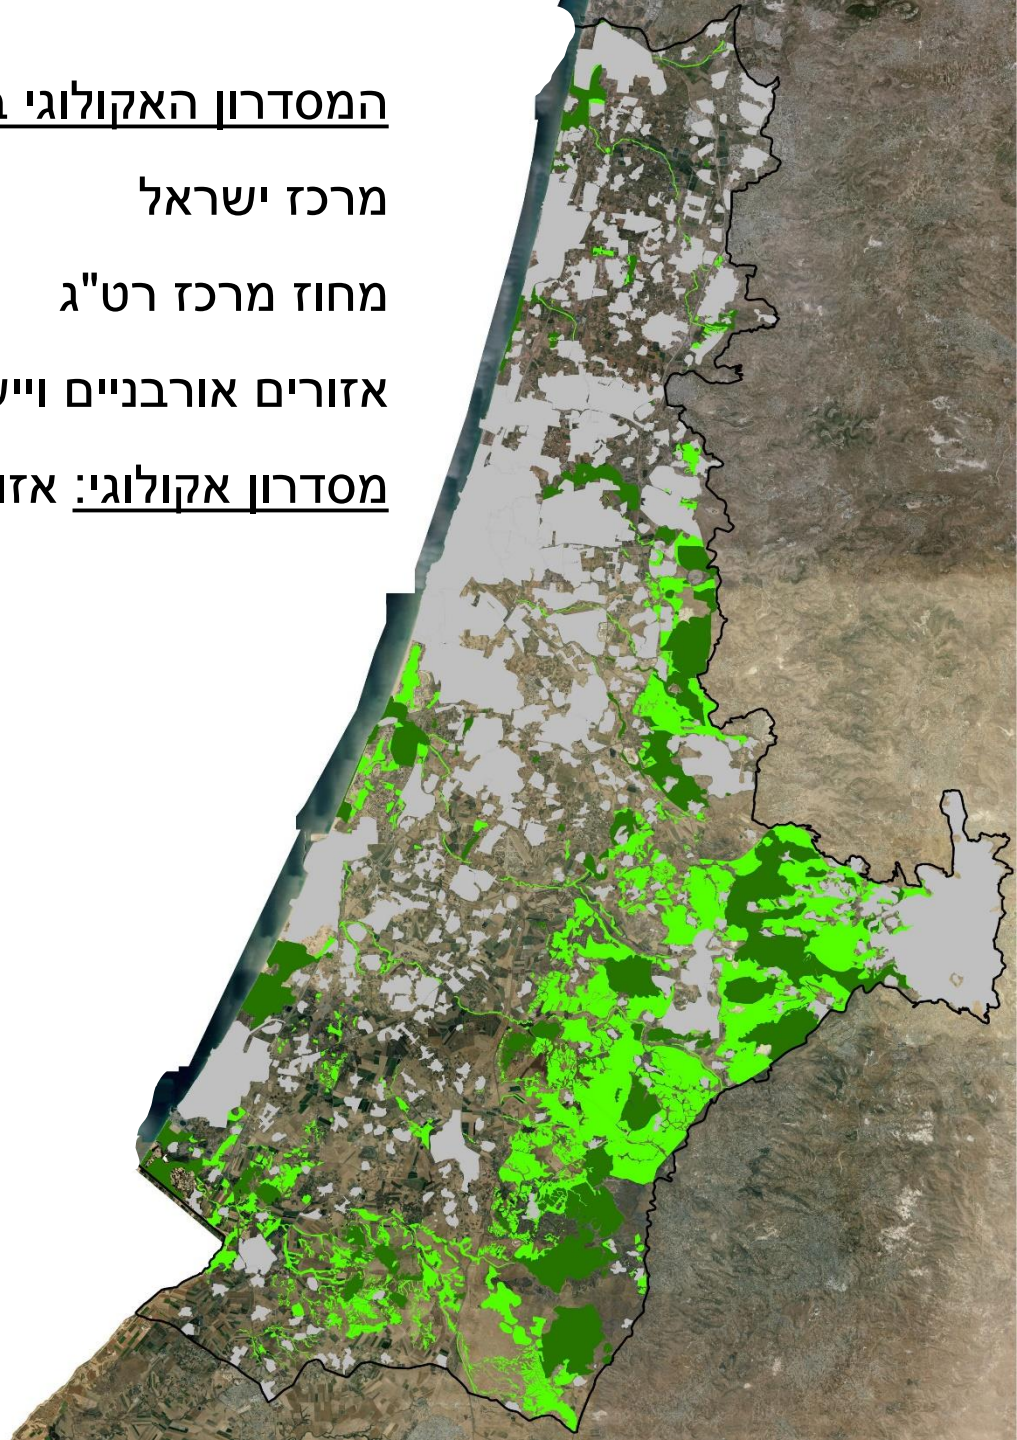 המסדרון האקולוגי
מרכז ישראל
מחוז מרכז רט"ג
אזורים אורבניים
מסדרון אקולוגי: